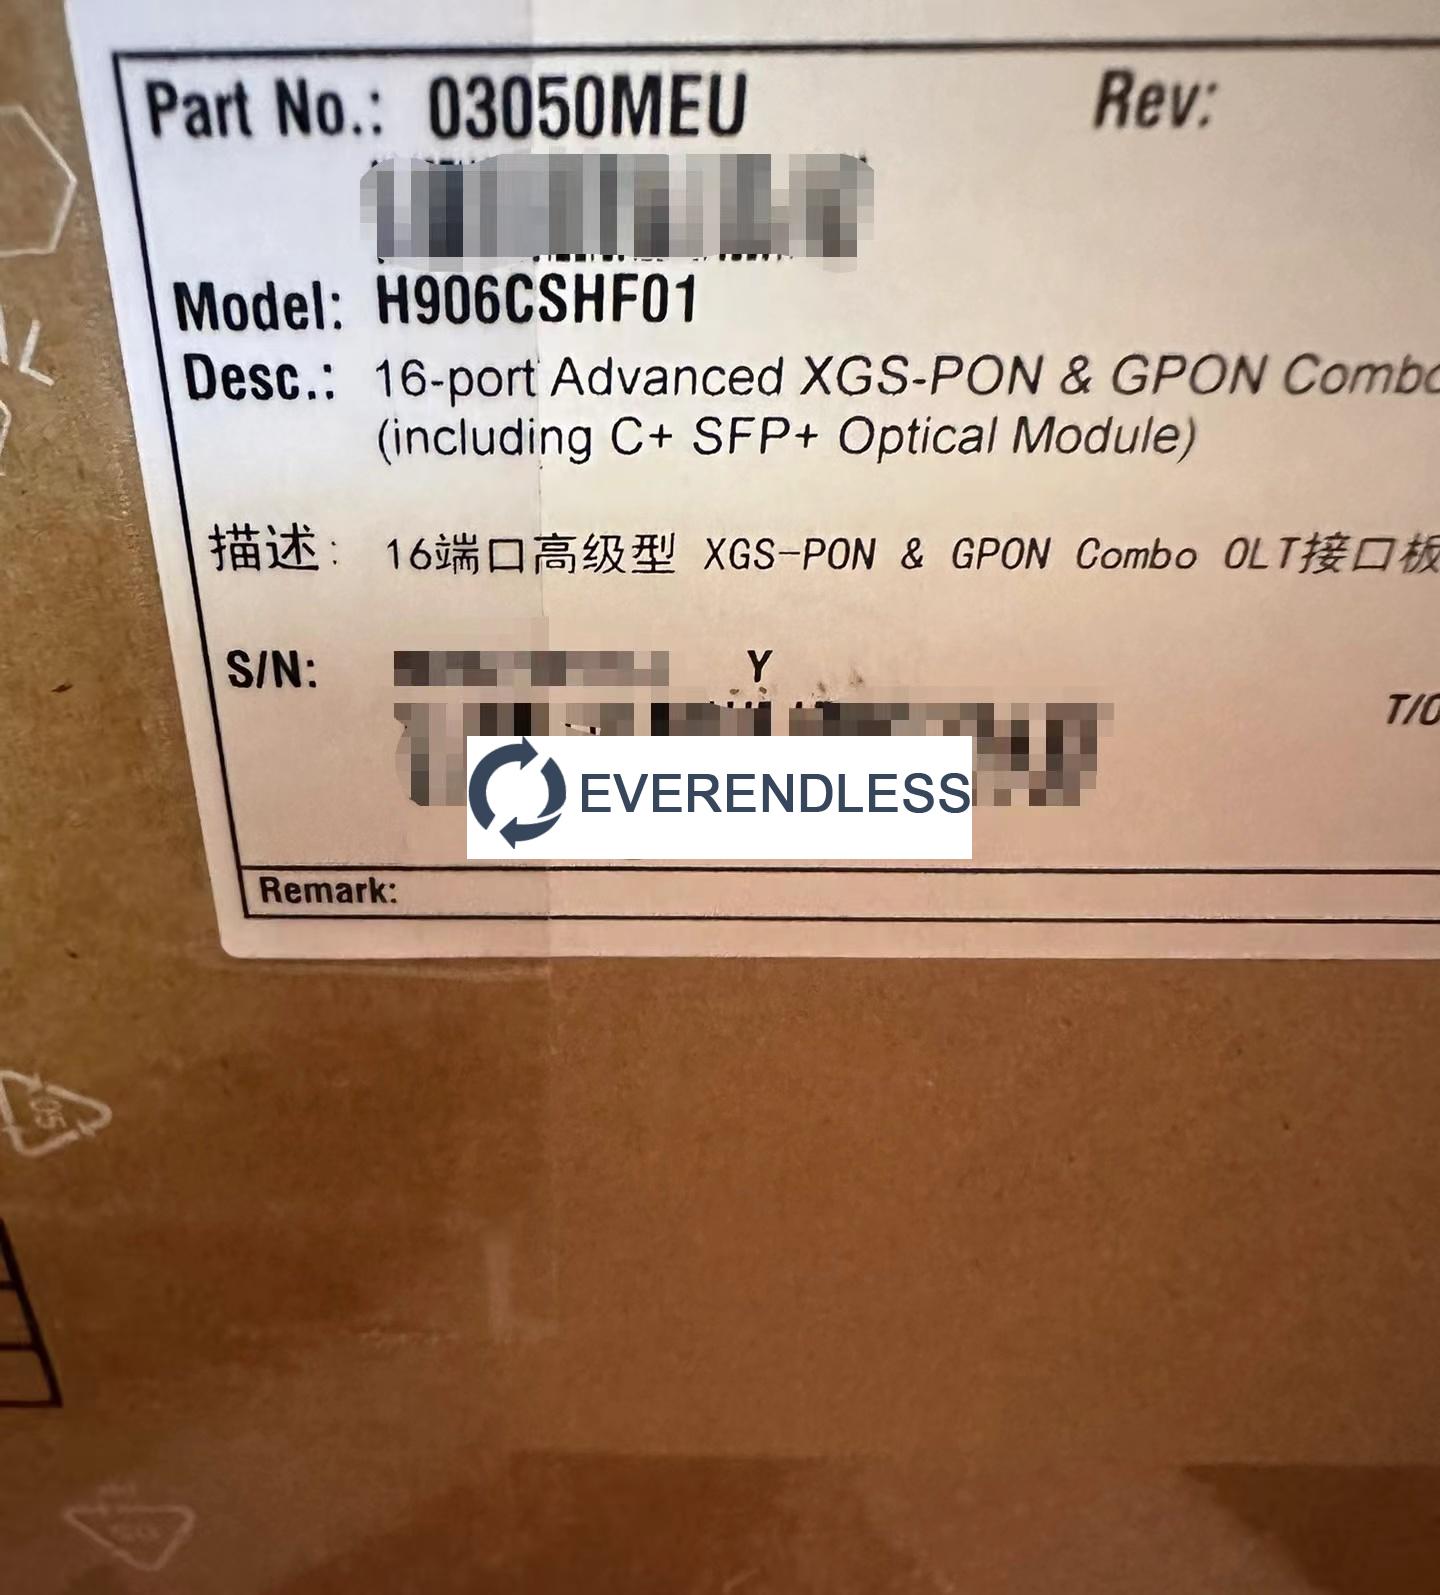 Part No.: 03050MEU Rev:
Model: H906CSHF01
Desc.: 16-port Advanced XGS-PON & GPON Combo
(including C+ SFP+ Optical Module)
描述: 16端口高级型 XGS-PON & GPON Combo OLT接口板
S/N: Y
EVERENDLESS
Remark:
05